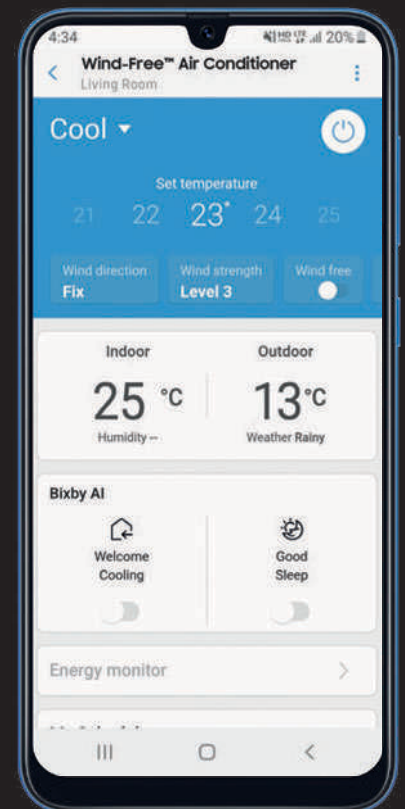 4:34 20%
Wind-Free™ Air Conditioner
Living Room
Cool
Set temperature
21 22 23° 24 25
Wind direction Wind strength Wind free
Fix Level 3
Indoor Outdoor
25 °C 13°C
Humidity -- Weather Rainy
Bixby AI
Welcome Good
Cooling Sleep
Energy monitor